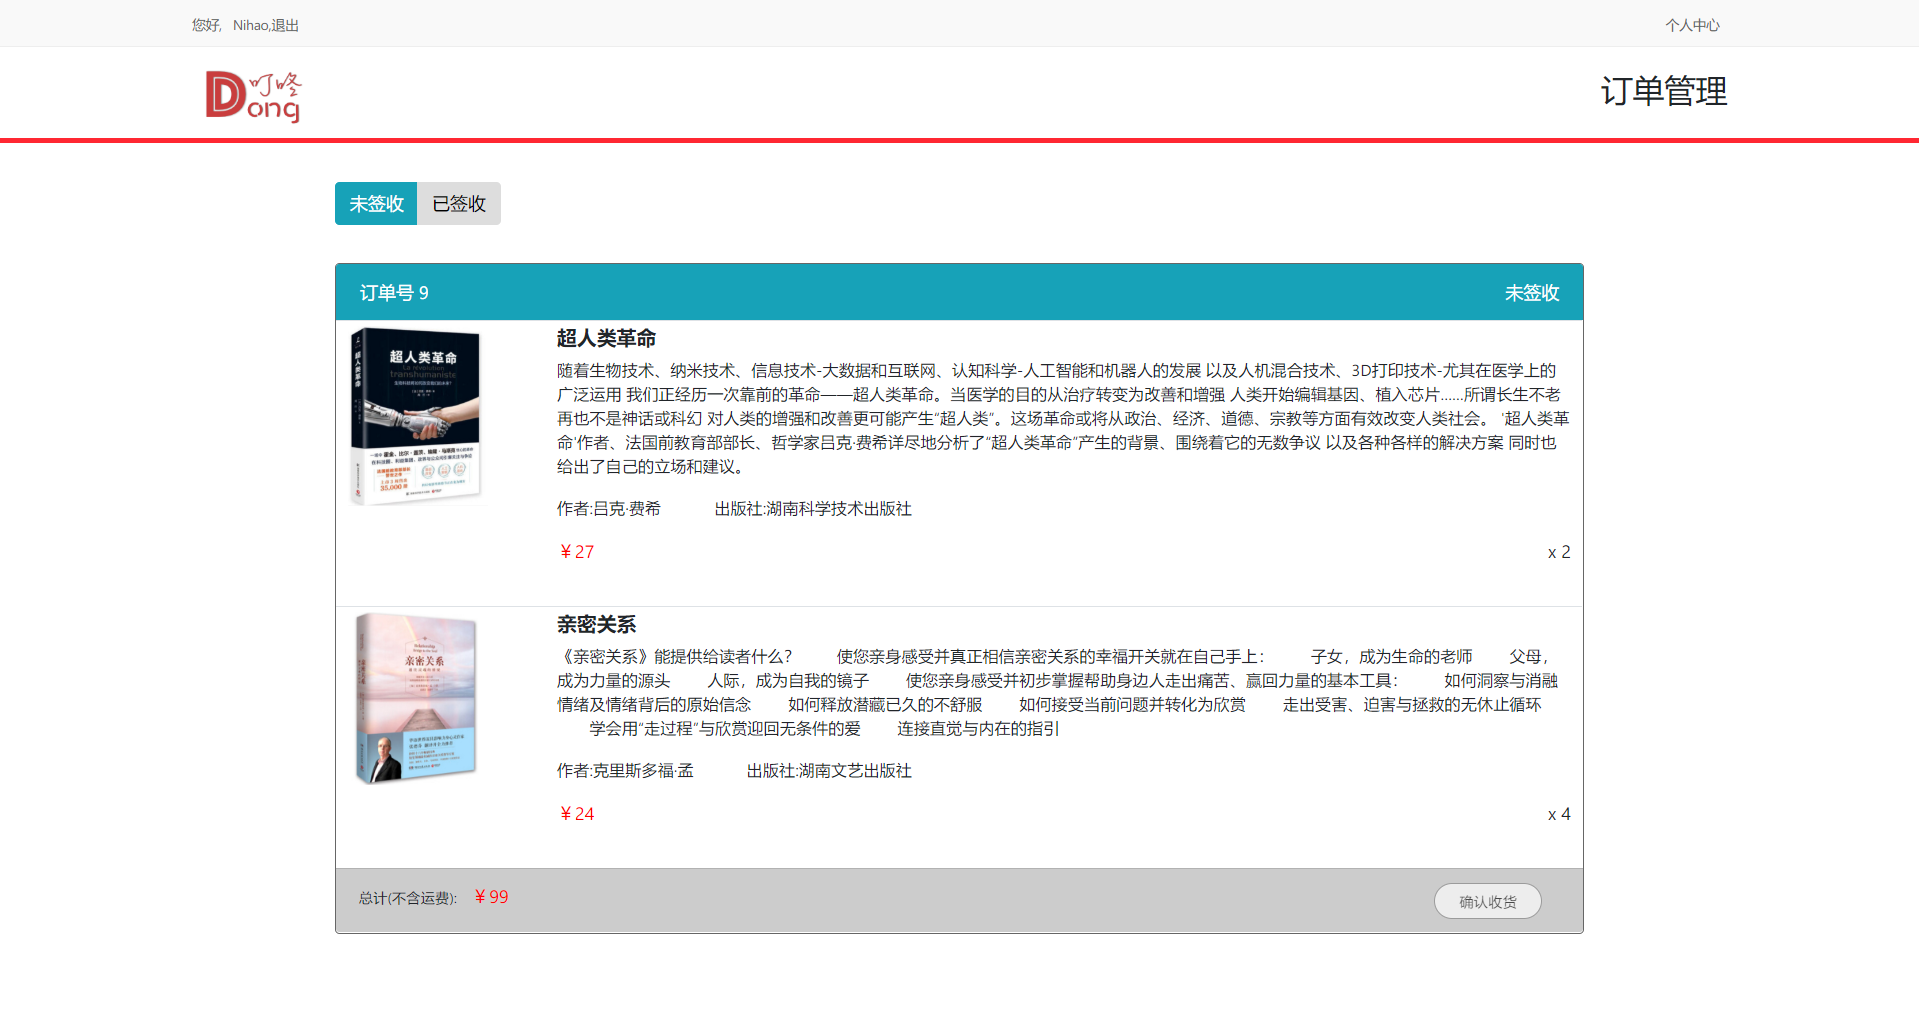 您好, Nihao,退出
个人中心
叮咚
Dong
订单管理
未签收 已签收
订单号 9
未签收
超人类革命
La révolution
transhumaniste
超人类革命
35,000
超人类革命
随着生物技术、纳米技术、信息技术-大数据和互联网、认知科学-人工智能和机器人的发展 以及人机混合技术、3D打印技术-尤其在医学上的
广泛运用 我们正经历一次靠前的革命——超人类革命。当医学的目的从治疗转变为改善和增强 人类开始编辑基因、植入芯片……所谓长生不老
再也不是神话或科幻 对人类的增强和改善更可能产生“超人类”。这场革命或将从政治、经济、道德、宗教等方面有效改变人类社会。 '超人类革
命'作者、法国前教育部部长、哲学家吕克·费希详尽地分析了“超人类革命”产生的背景、围绕着它的无数争议 以及各种各样的解决方案 同时也
给出了自己的立场和建议。
作者:吕克·费希 出版社:湖南科学技术出版社
¥ 27
x 2
亲密关系
亲密关系
亲密关系
《亲密关系》能提供给读者什么? 使您亲身感受并真正相信亲密关系的幸福开关就在自己手上： 子女，成为生命的老师 父母，
成为力量的源头 人际，成为自我的镜子 使您亲身感受并初步掌握帮助身边人走出痛苦、赢回力量的基本工具： 如何洞察与消融
情绪及情绪背后的原始信念 如何释放潜藏已久的不舒服 如何接受当前问题并转化为欣赏 走出受害、迫害与拯救的无休止循环
学会用“走过程”与欣赏迎回无条件的爱 连接直觉与内在的指引
作者:克里斯多福·孟 出版社:湖南文艺出版社
¥ 24
x 4
总计(不含运费): ¥ 99
确认收货